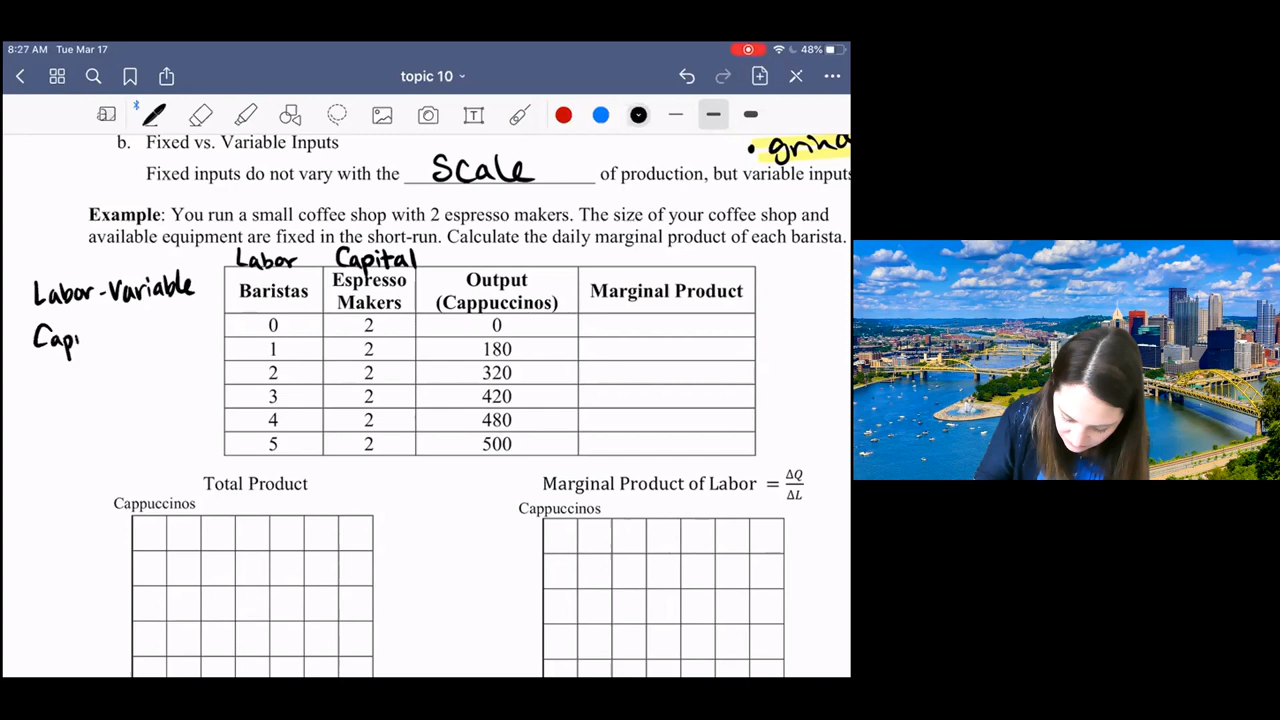 8:27 AM Tue Mar 17
48%
topic 10
b. Fixed vs. Variable Inputs
Fixed inputs do not vary with the Scale of production, but variable inputs
Example: You run a small coffee shop with 2 espresso makers. The size of your coffee shop and
available equipment are fixed in the short-run. Calculate the daily marginal product of each barista.
Labor Capital
Labor-Variable
Capi
Baristas Espresso Makers Output (Cappuccinos) Marginal Product
0 2 0
1 2 180
2 2 320
3 2 420
4 2 480
5 2 500
Total Product
Cappuccinos
Marginal Product of Labor = ΔQ/ΔL
Cappuccinos